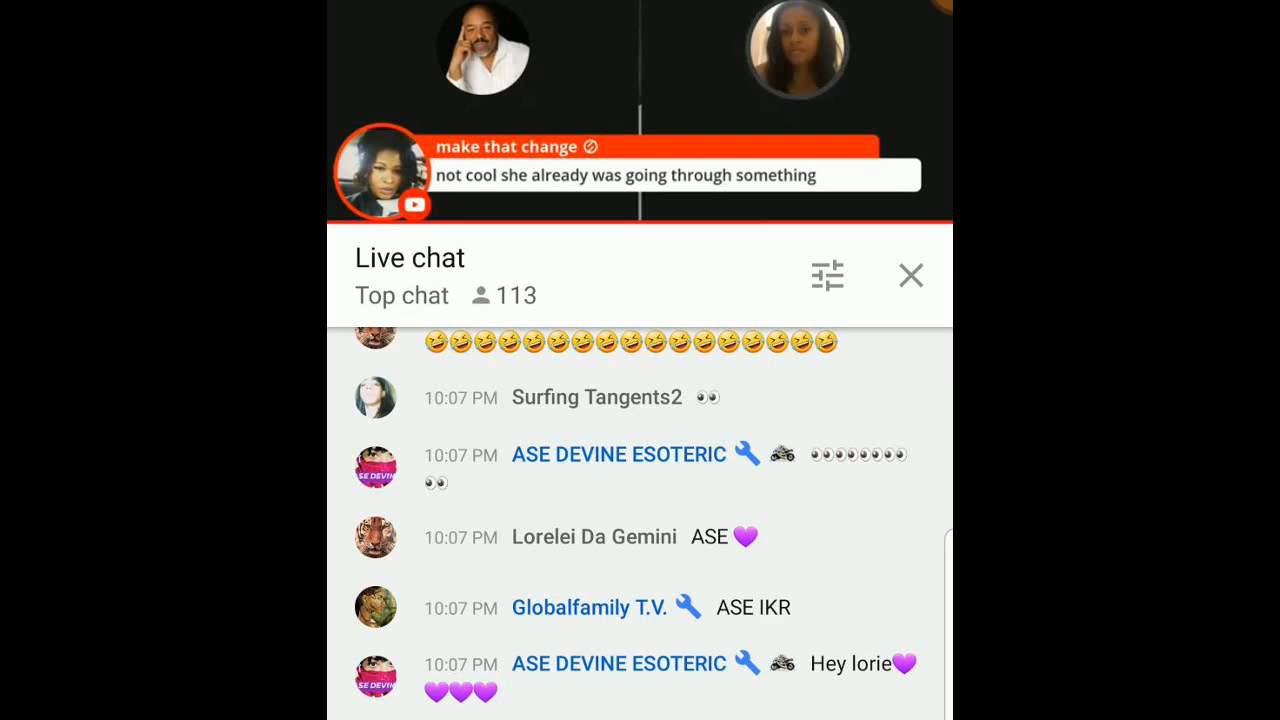 make that change
not cool she already was going through something
Live chat
Top chat 113
🤣🤣🤣🤣🤣🤣🤣🤣🤣🤣🤣🤣🤣🤣🤣🤣🤣
10:07 PM Surfing Tangents2 👀
10:07 PM ASE DEVINE ESOTERIC 🔧 🏍 👀👀👀👀
👀
10:07 PM Lorelei Da Gemini ASE 💜
10:07 PM Globalfamily T.V. 🔧 ASE IKR
10:07 PM ASE DEVINE ESOTERIC 🔧 🏍 Hey lorie💜
💜💜💜